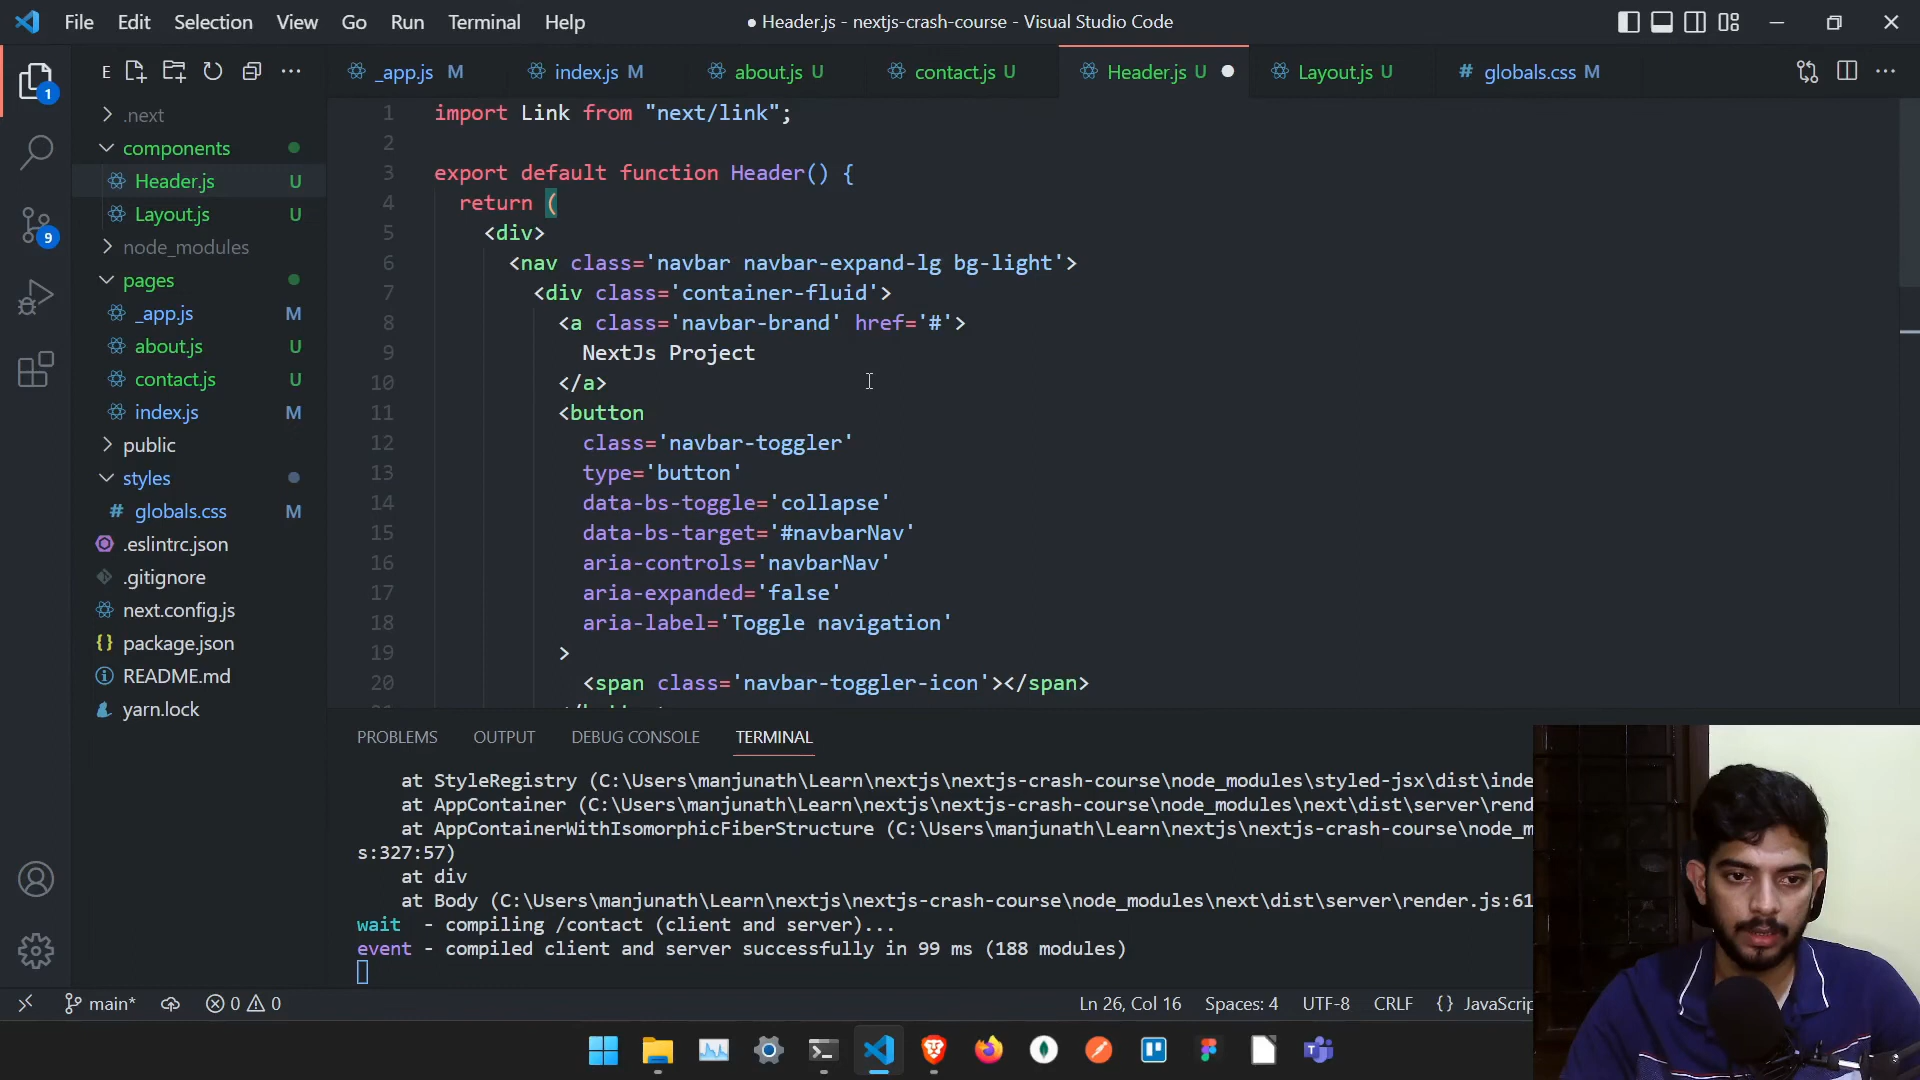 File Edit Selection View Go Run Terminal Help
● Header.js - nextjs-crash-course - Visual Studio Code
E
_app.js M
index.js M
about.js U
contact.js U
Header.js U
Layout.js U
# globals.css M
1
9
.next
components
Header.js U
Layout.js U
node_modules
pages
_app.js M
about.js U
contact.js U
index.js M
public
styles
# globals.css M
.eslintrc.json
.gitignore
next.config.js
{} package.json
README.md
yarn.lock
1 import Link from "next/link";
2
3 export default function Header() {
4 return (
5 <div>
6 <nav class='navbar navbar-expand-lg bg-light'>
7 <div class='container-fluid'>
8 <a class='navbar-brand' href='#'>
9 NextJs Project
10 </a>
11 <button
12 class='navbar-toggler'
13 type='button'
14 data-bs-toggle='collapse'
15 data-bs-target='#navbarNav'
16 aria-controls='navbarNav'
17 aria-expanded='false'
18 aria-label='Toggle navigation'
19 >
20 <span class='navbar-toggler-icon'></span>
PROBLEMS OUTPUT DEBUG CONSOLE TERMINAL
at StyleRegistry (C:\Users\manjunath\Learn\nextjs\nextjs-crash-course\node_modules\styled-jsx\dist\inde
at AppContainer (C:\Users\manjunath\Learn\nextjs\nextjs-crash-course\node_modules\next\dist\server\rend
at AppContainerWithIsomorphicFiberStructure (C:\Users\manjunath\Learn\nextjs\nextjs-crash-course\node_m
s:327:57)
at div
at Body (C:\Users\manjunath\Learn\nextjs\nextjs-crash-course\node_modules\next\dist\server\render.js:61
wait - compiling /contact (client and server)...
event - compiled client and server successfully in 99 ms (188 modules)
main* 0 0 Ln 26, Col 16 Spaces: 4 UTF-8 CRLF {} JavaScrip